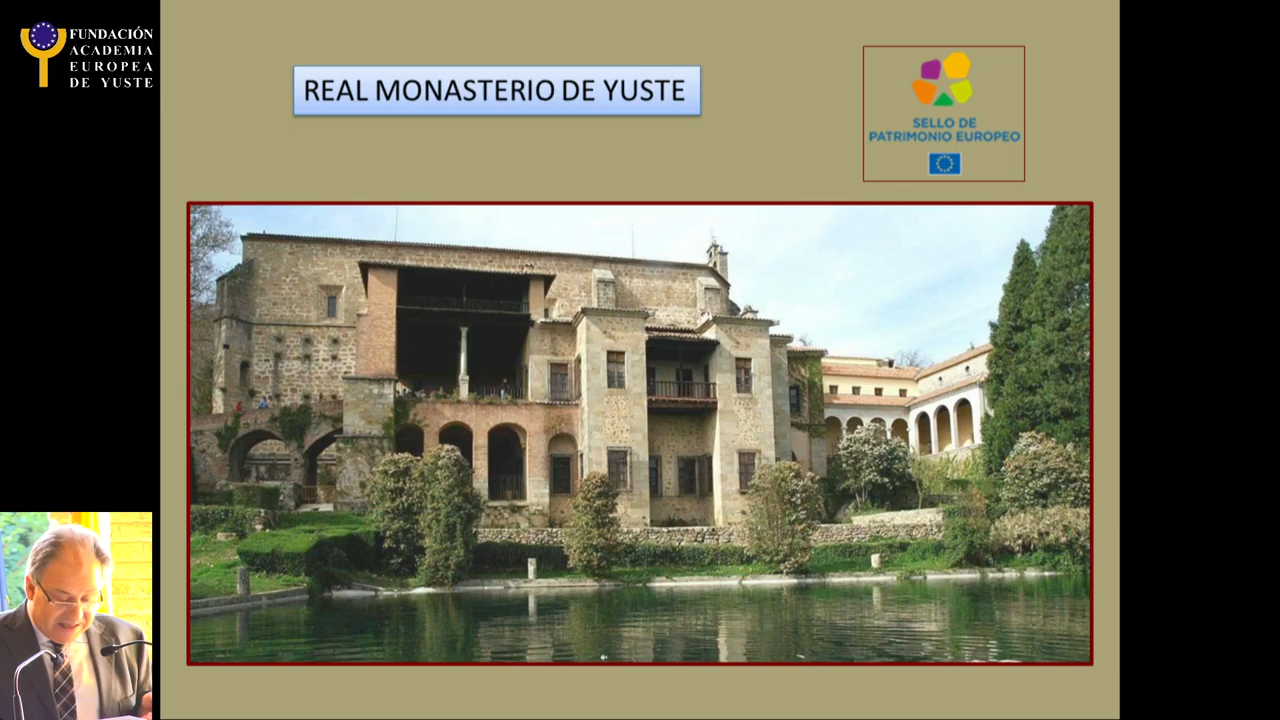 FUNDACIÓN
ACADEMIA
EUROPEA
DE YUSTE
REAL MONASTERIO DE YUSTE
SELLO DE
PATRIMONIO EUROPEO